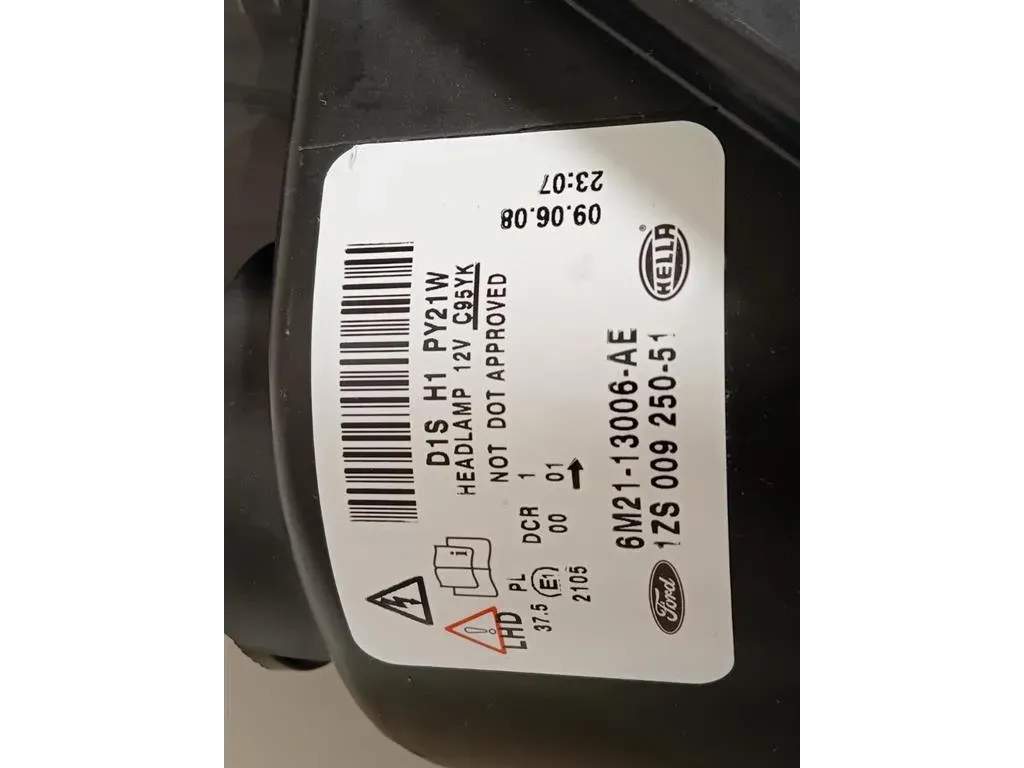 D1S H1 PY21W
HEADLAMP 12V C95YK
NOT DOT APPROVED
09.06.08
23:07
LHD PL DCR 1
37.5 E1 00 01
2105
Ford 6M21-13006-AE
1ZS 009 250-51
HELLA®